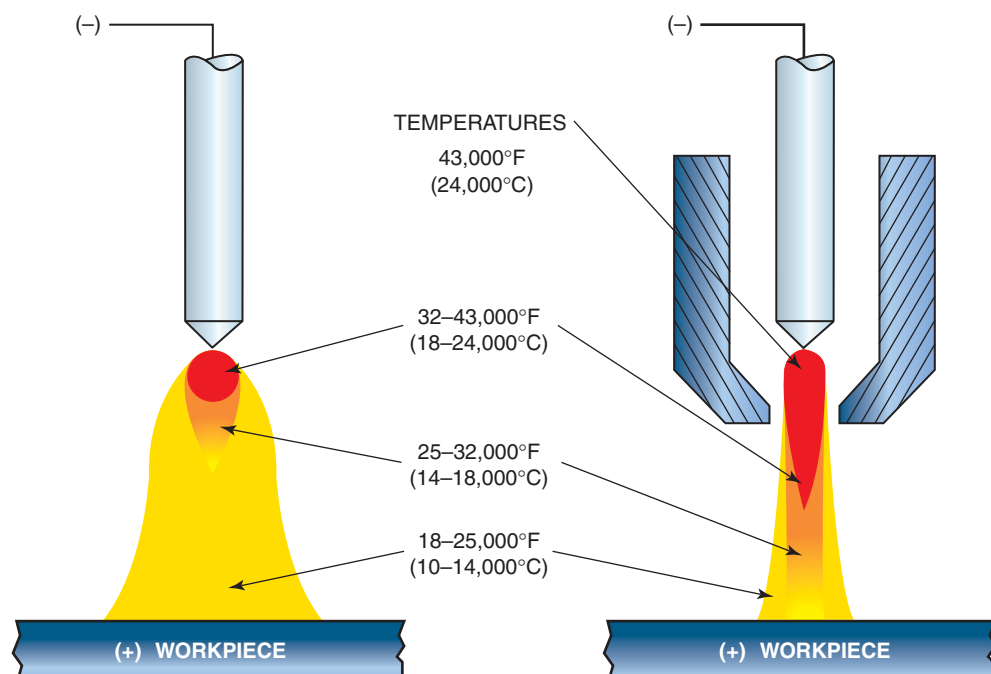 (–)
(–)
TEMPERATURES
43,000°F
(24,000°C)
32–43,000°F
(18–24,000°C)
25–32,000°F
(14–18,000°C)
18–25,000°F
(10–14,000°C)
(+) WORKPIECE
(+) WORKPIECE